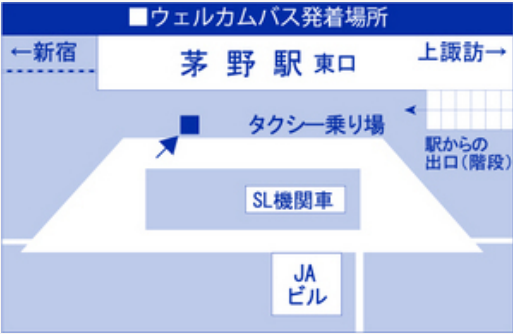 ■ウェルカムバス発着場所
←新宿
茅野駅 東口
上諏訪→
タクシー乗り場
駅からの
出口(階段)
SL機関車
JA
ビル